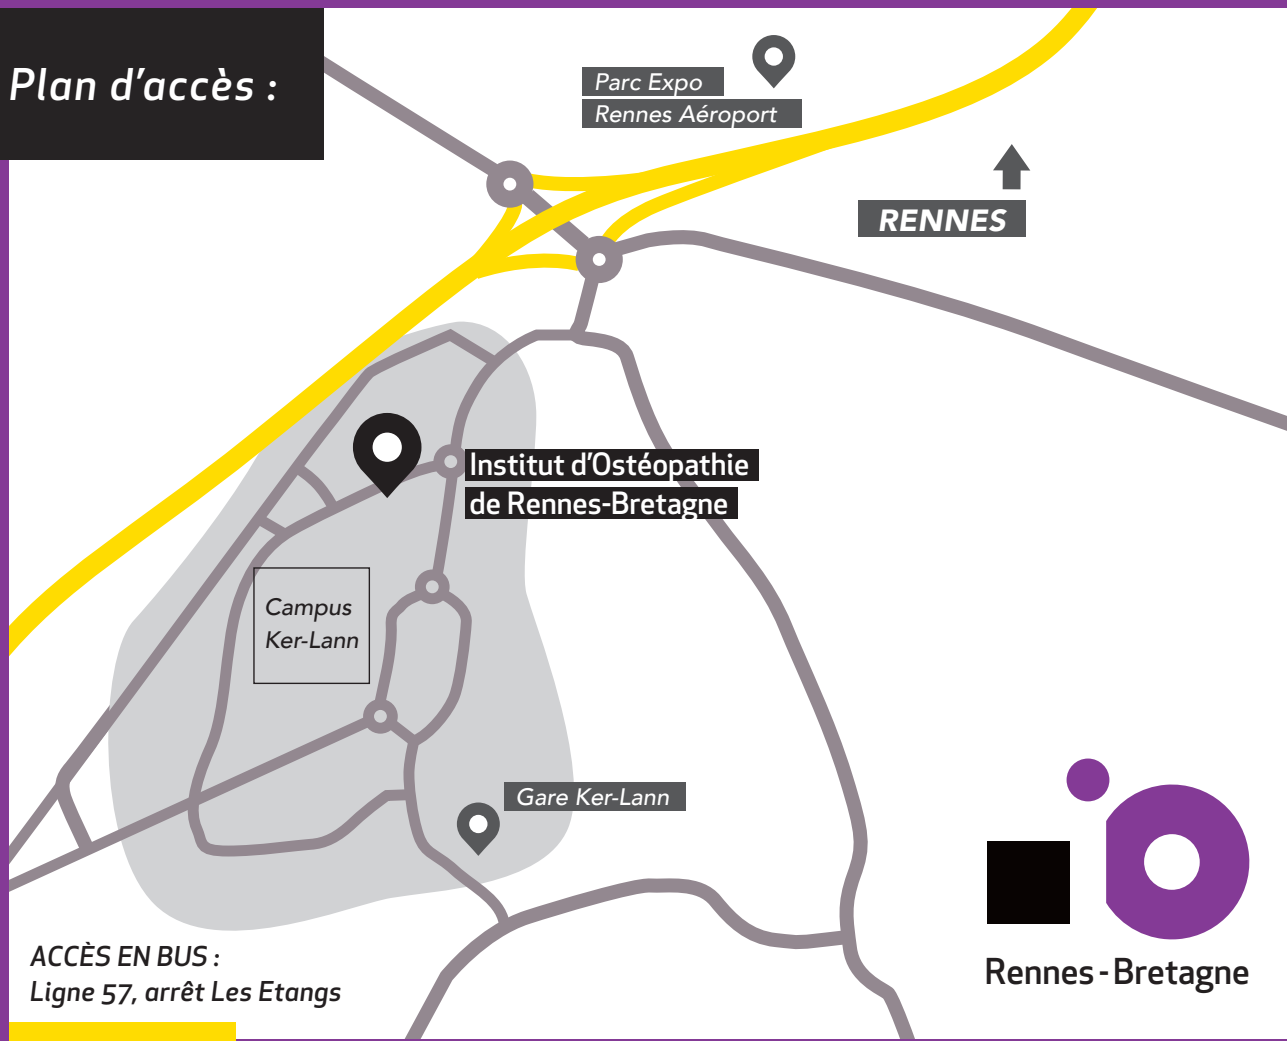 Plan d'accès :
Parc Expo
Rennes Aéroport
RENNES
Institut d'Ostéopathie
de Rennes-Bretagne
Campus
Ker-Lann
Gare Ker-Lann
ACCÈS EN BUS :
Ligne 57, arrêt Les Etangs
Rennes - Bretagne